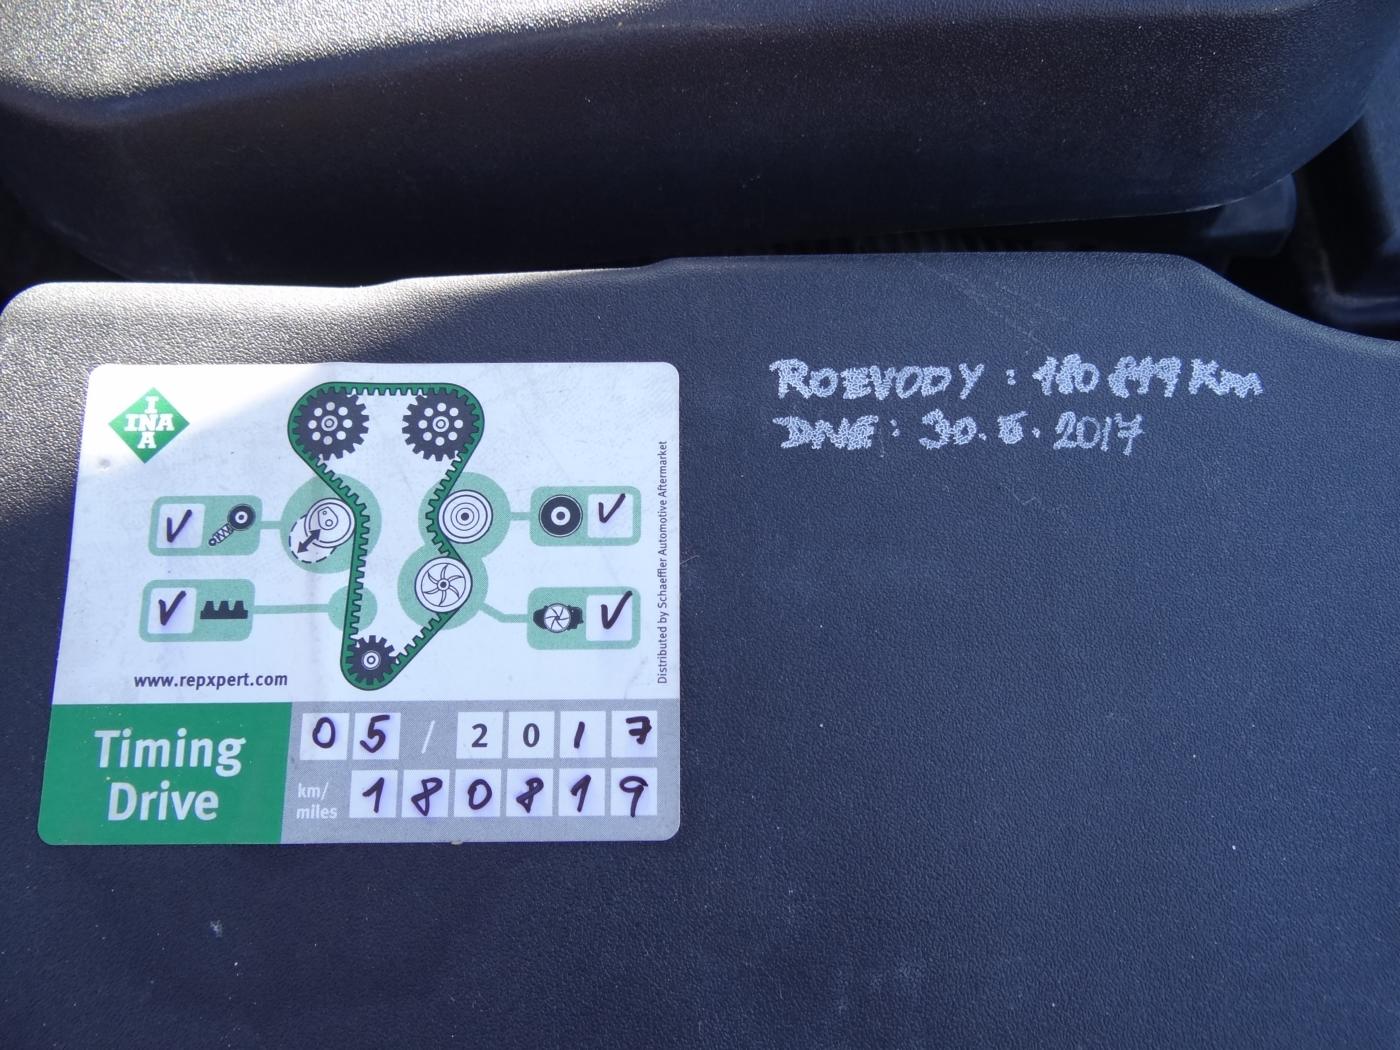 INA
www.repxpert.com
Distributed by Schaeffler Automotive Aftermarket
Timing
Drive
05 / 2017
km/
miles
180819
ROZVODY : 180 819 Km
DNE : 30. 5. 2017